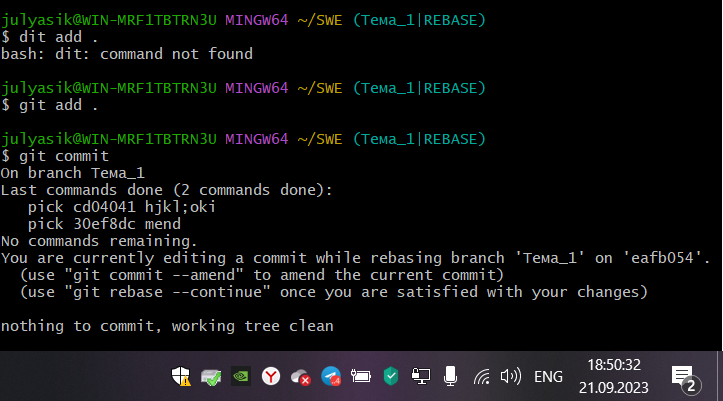 julyasik@WIN-MRF1TBTRN3U MINGW64 ~/SWE (Тема_1|REBASE)
$ dit add .
bash: dit: command not found
julyasik@WIN-MRF1TBTRN3U MINGW64 ~/SWE (Тема_1|REBASE)
$ git add .
julyasik@WIN-MRF1TBTRN3U MINGW64 ~/SWE (Тема_1|REBASE)
$ git commit
On branch Тема_1
Last commands done (2 commands done):
   pick cd04041 hjkl;oki
   pick 30ef8dc mend
No commands remaining.
You are currently editing a commit while rebasing branch 'Тема_1' on 'eafb054'.
  (use "git commit --amend" to amend the current commit)
  (use "git rebase --continue" once you are satisfied with your changes)
nothing to commit, working tree clean
ENG
18:50:32
21.09.2023
2